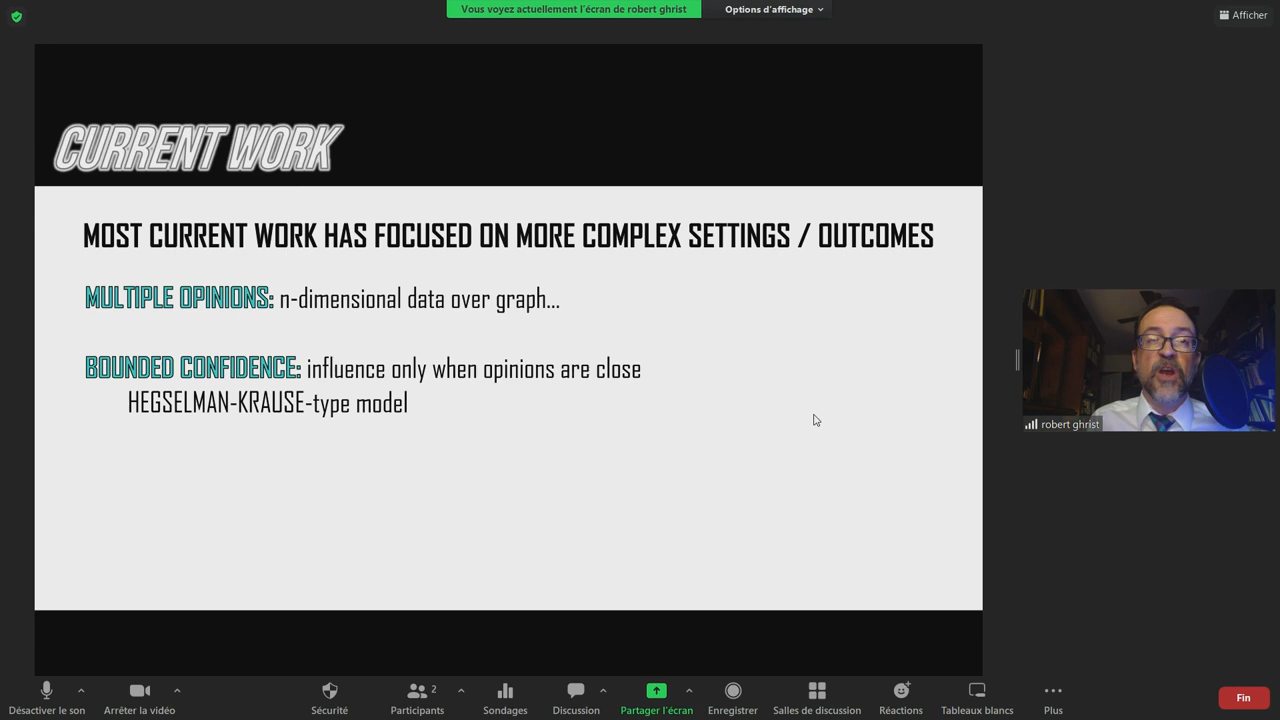 Vous voyez actuellement l'écran de robert ghrist
Options d'affichage
Afficher
CURRENT WORK
MOST CURRENT WORK HAS FOCUSED ON MORE COMPLEX SETTINGS / OUTCOMES
MULTIPLE OPINIONS: n-dimensional data over graph...
BOUNDED CONFIDENCE: influence only when opinions are close
HEGSELMAN-KRAUSE-type model
robert ghrist
Désactiver le son
Arrêter la vidéo
Sécurité
Participants
2
Sondages
Discussion
Partager l'écran
Enregistrer
Salles de discussion
Réactions
Tableaux blancs
Plus
Fin